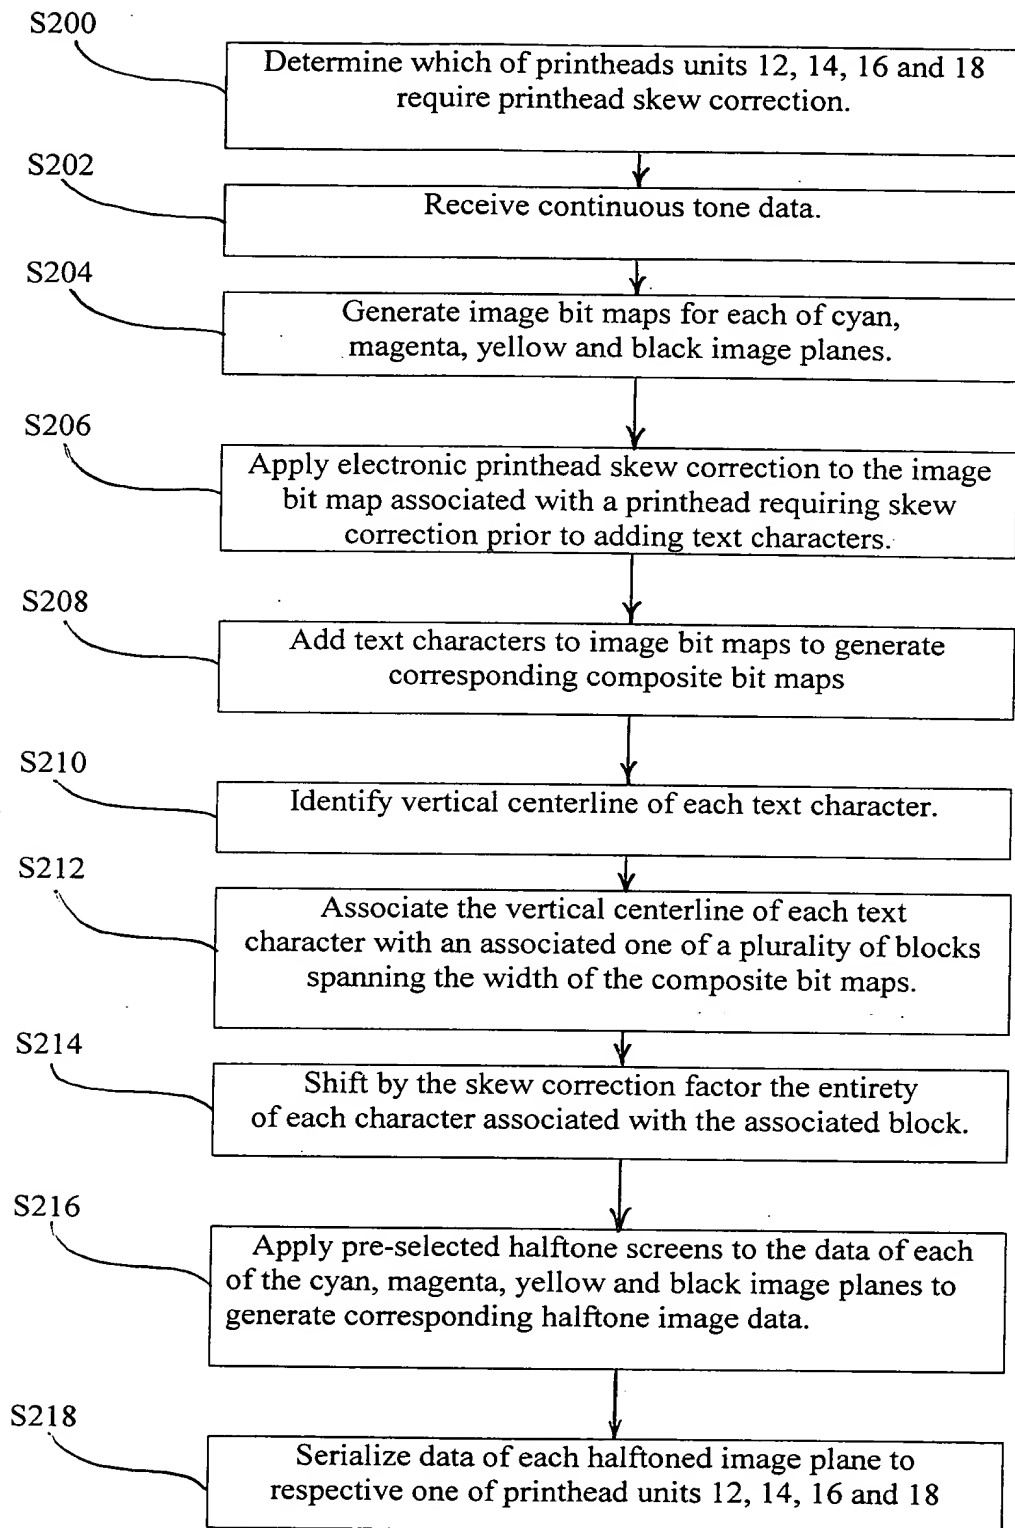 S200
Determine which of printheads units 12, 14, 16 and 18
require printhead skew correction.
S202
Receive continuous tone data.
S204
Generate image bit maps for each of cyan,
magenta, yellow and black image planes.
S206
Apply electronic printhead skew correction to the image
bit map associated with a printhead requiring skew
correction prior to adding text characters.
S208
Add text characters to image bit maps to generate
corresponding composite bit maps
S210
Identify vertical centerline of each text character.
S212
Associate the vertical centerline of each text
character with an associated one of a plurality of blocks
spanning the width of the composite bit maps.
S214
Shift by the skew correction factor the entirety
of each character associated with the associated block.
S216
Apply pre-selected halftone screens to the data of each
of the cyan, magenta, yellow and black image planes to
generate corresponding halftone image data.
S218
Serialize data of each halftoned image plane to
respective one of printhead units 12, 14, 16 and 18